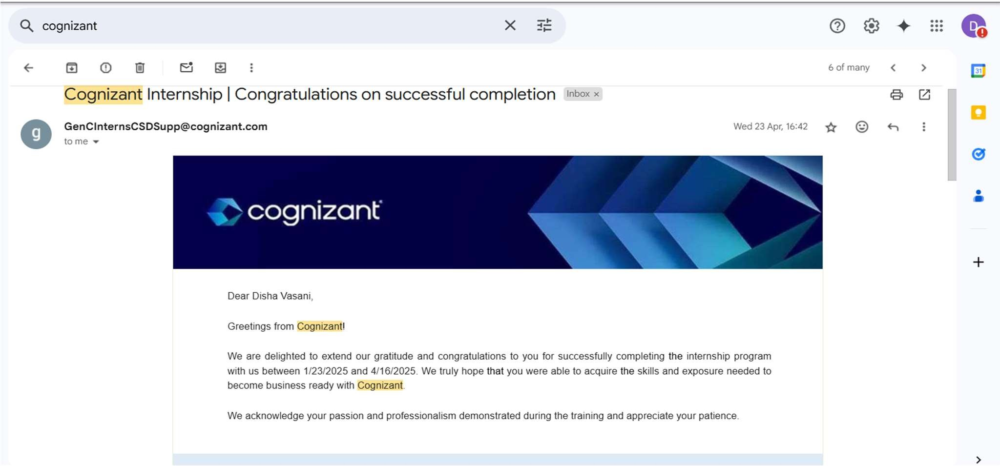 cognizant
D
6 of many
Cognizant Internship | Congratulations on successful completion Inbox ×
g
GenCInternsCSDSupp@cognizant.com
Wed 23 Apr, 16:42
to me
31
cognizant
Dear Disha Vasani,
Greetings from Cognizant!
We are delighted to extend our gratitude and congratulations to you for successfully completing the internship program
with us between 1/23/2025 and 4/16/2025. We truly hope that you were able to acquire the skills and exposure needed to
become business ready with Cognizant.
We acknowledge your passion and professionalism demonstrated during the training and appreciate your patience.